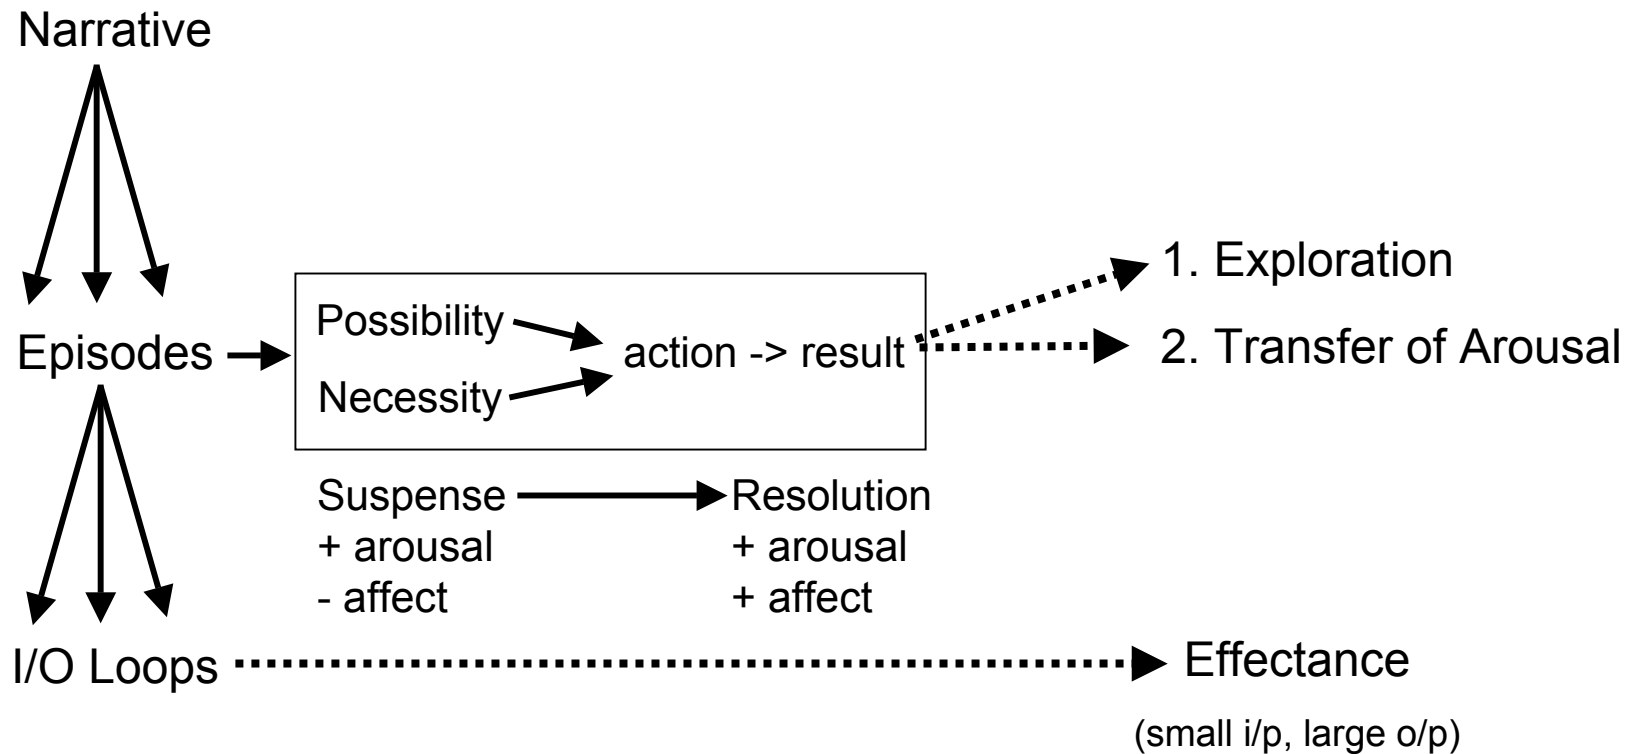 Narrative
1. Exploration
Possibility
Episodes
action -> result
2. Transfer of Arousal
Necessity
Suspense
+ arousal
- affect
Resolution
+ arousal
+ affect
I/O Loops
Effectance
(small i/p, large o/p)